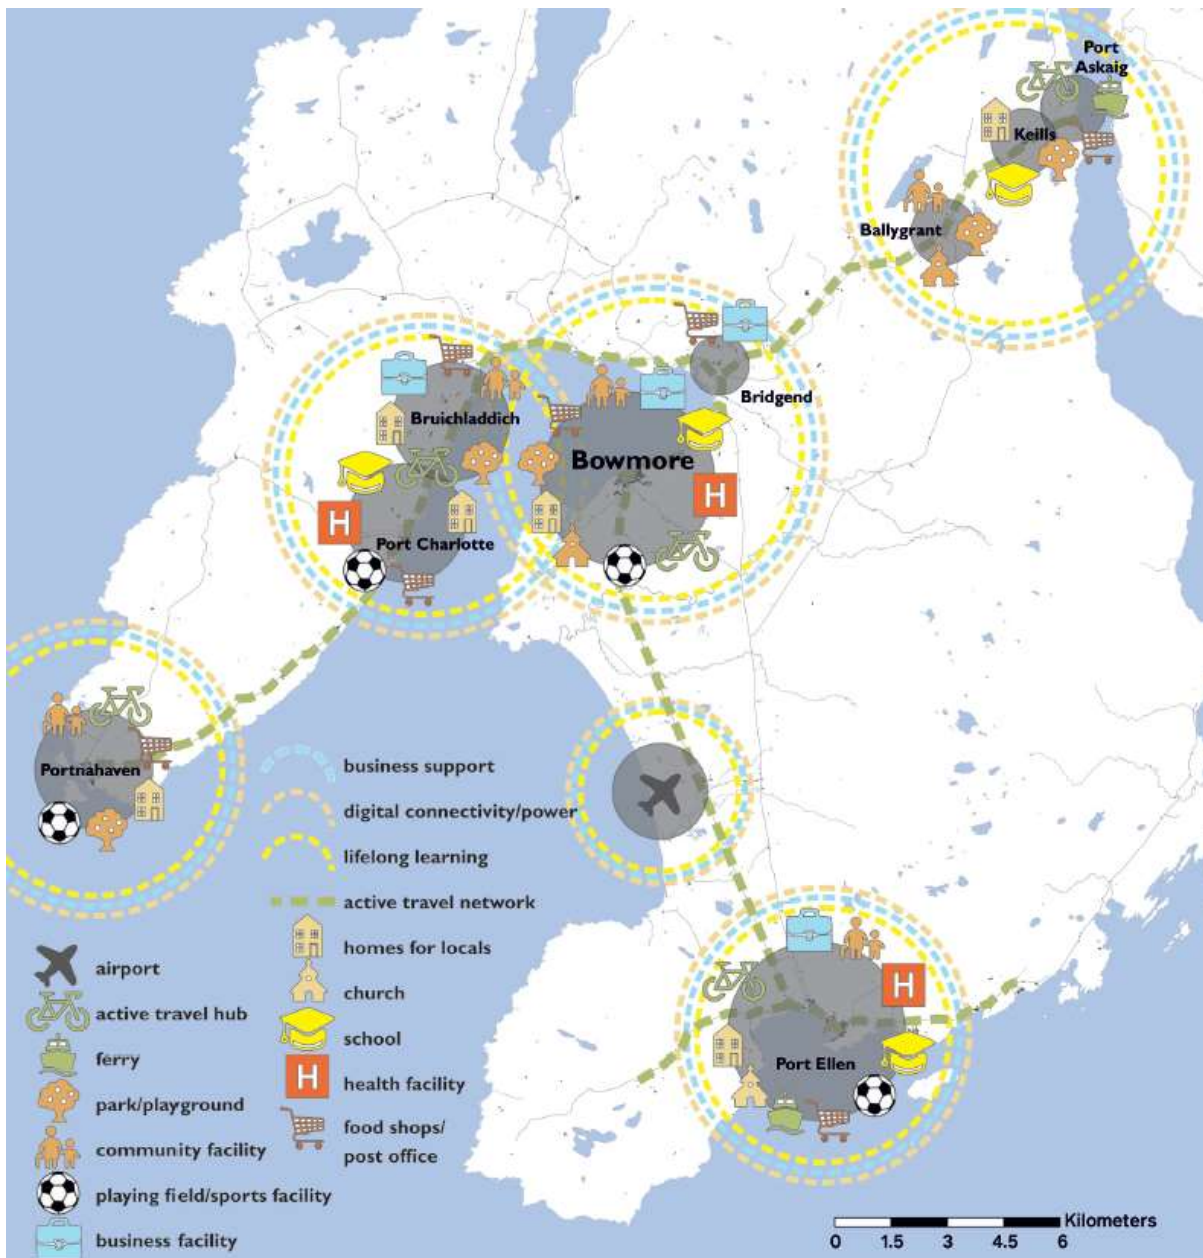 Port
Askaig
Keills
Ballygrant
Bridgend
Bruichladdich
Bowmore
H
H
Port Charlotte
Portnahaven
business support
digital connectivity/power
lifelong learning
active travel network
homes for locals
church
school
H
health facility
food shops/
post office
airport
active travel hub
ferry
park/playground
community facility
playing field/sports facility
business facility
H
Port Ellen
Kilometers
0 1.5 3 4.5 6